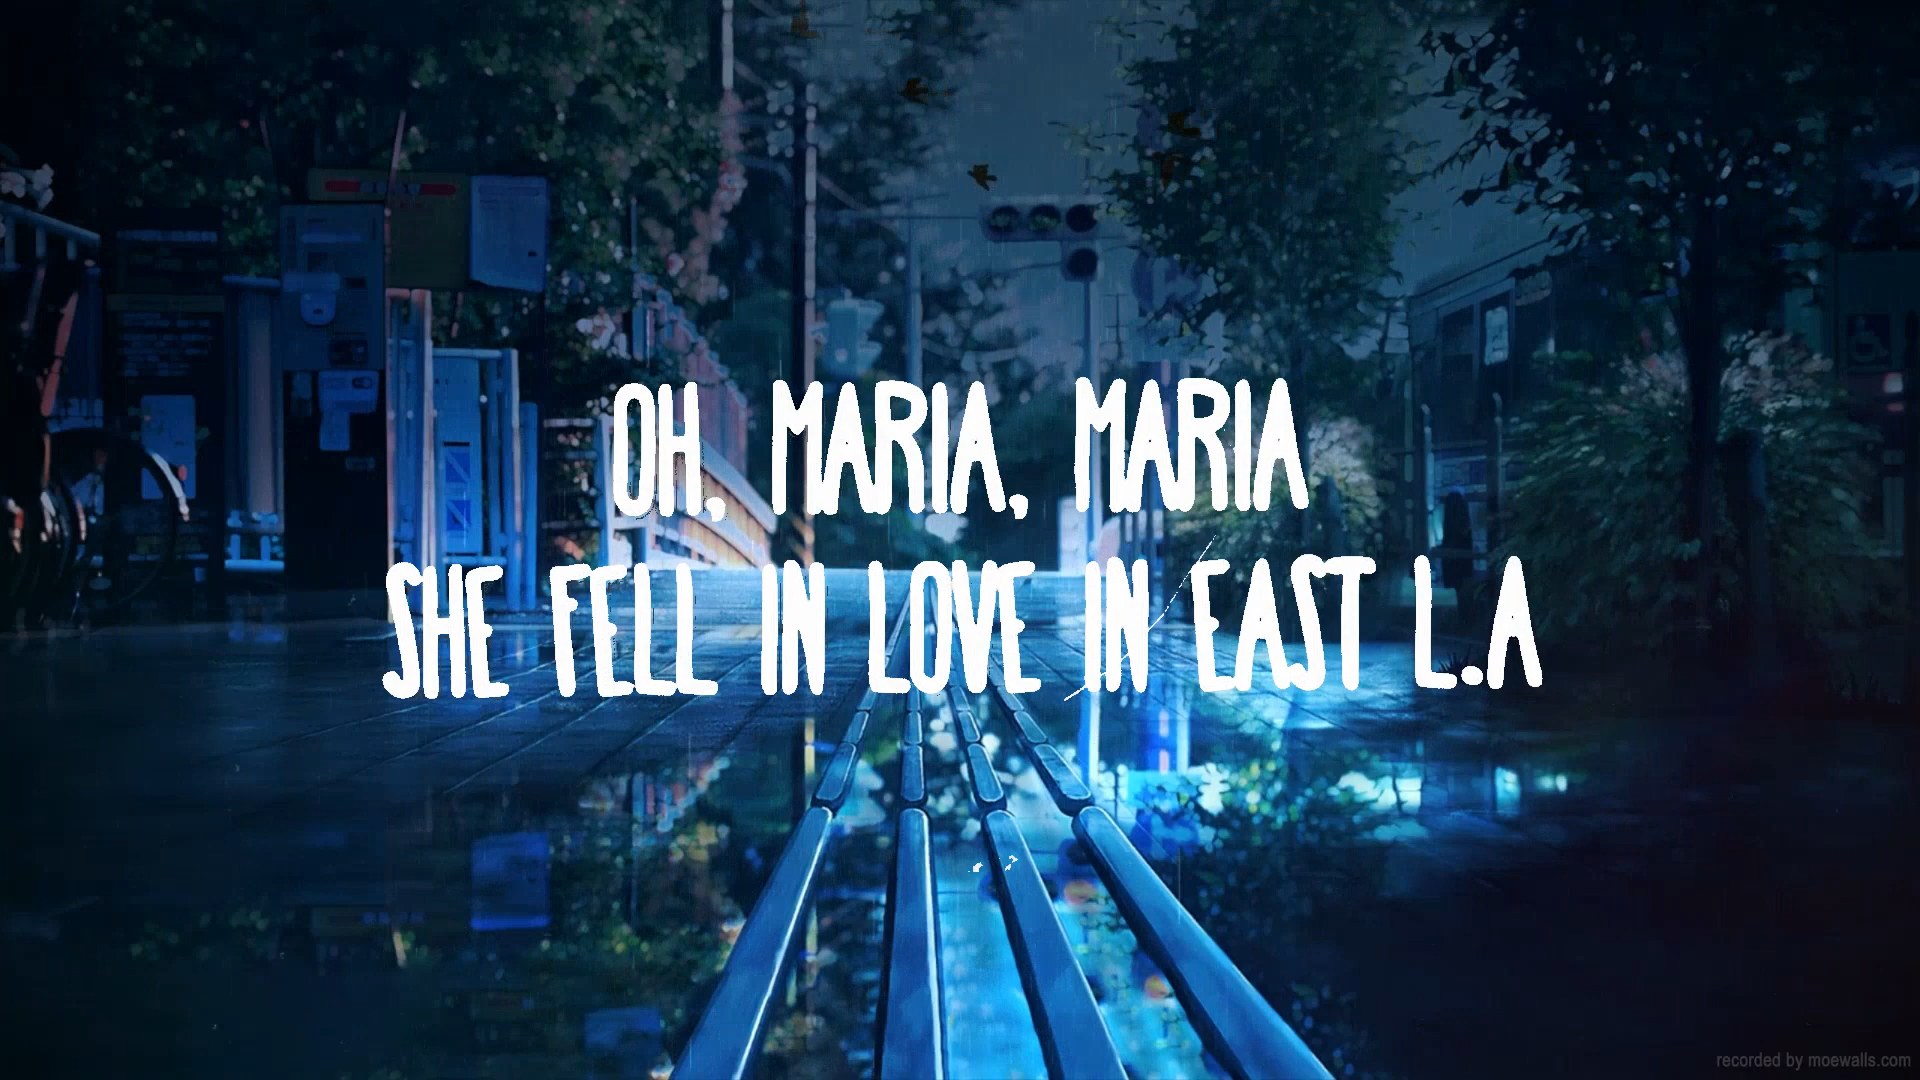 OH, MARIA, MARIA
SHE FELL IN LOVE IN EAST L.A
recorded by moewalls.com